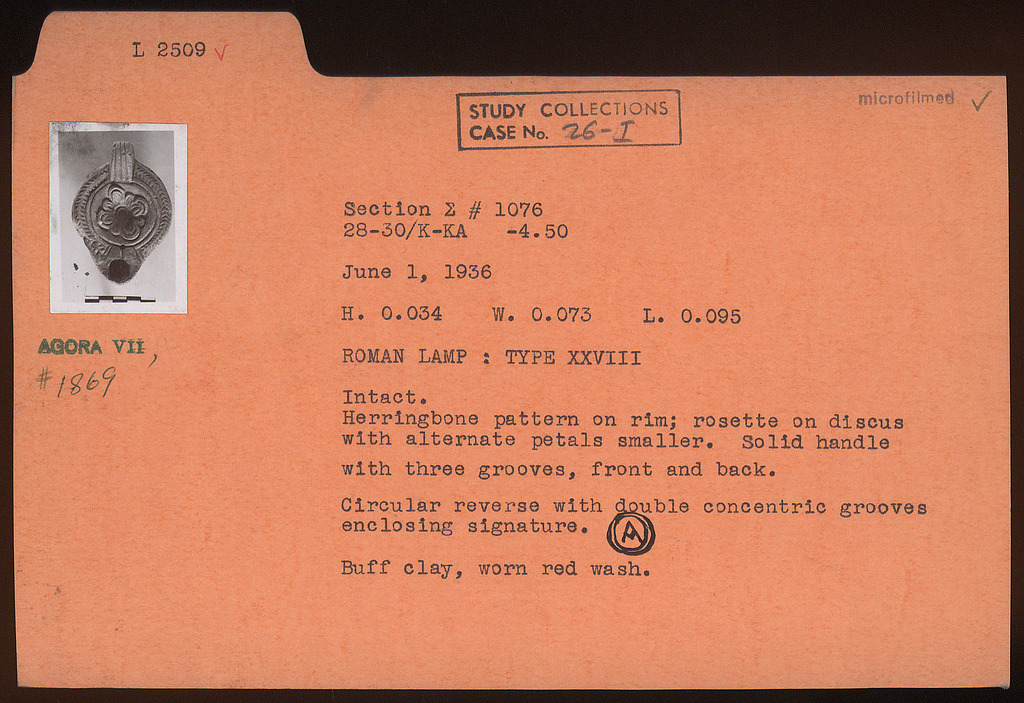 L 2509 ✓
microfilmed ✓
STUDY COLLECTIONS
CASE No. 26-I
Section Σ # 1076
28-30/K-KA -4.50
June 1, 1936
H. 0.034 W. 0.073 L. 0.095
AGORA VII,
# 1869
ROMAN LAMP : TYPE XXVIII
Intact.
Herringbone pattern on rim; rosette on discus
with alternate petals smaller. Solid handle
with three grooves, front and back.
Circular reverse with double concentric grooves
enclosing signature. A
Buff clay, worn red wash.